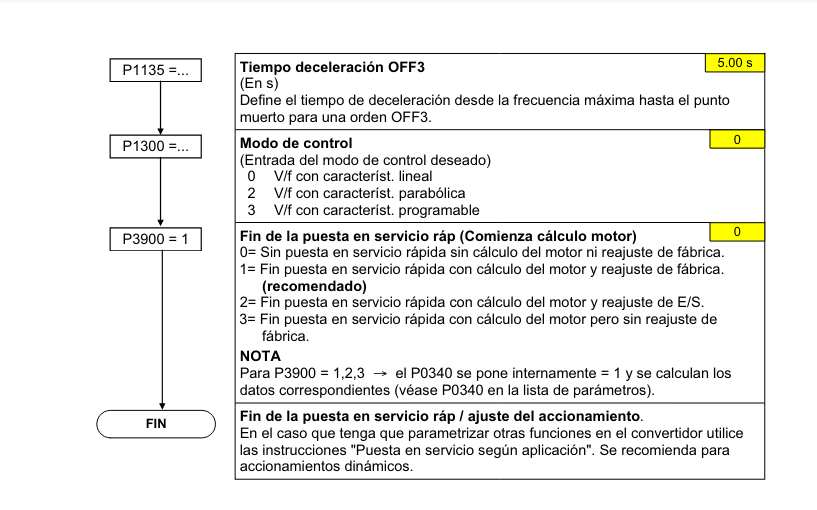 P1135 =...
Tiempo deceleración OFF3
5.00 s
(En s)
Define el tiempo de deceleración desde la frecuencia máxima hasta el punto
muerto para una orden OFF3.
P1300 =...
Modo de control
0
(Entrada del modo de control deseado)
0 V/f con característ. lineal
2 V/f con característ. parabólica
3 V/f con característ. programable
P3900 = 1
Fin de la puesta en servicio ráp (Comienza cálculo motor)
0
0= Sin puesta en servicio rápida sin cálculo del motor ni reajuste de fábrica.
1= Fin puesta en servicio rápida con cálculo del motor y reajuste de fábrica.
(recomendado)
2= Fin puesta en servicio rápida con cálculo del motor y reajuste de E/S.
3= Fin puesta en servicio rápida con cálculo del motor pero sin reajuste de
fábrica.
NOTA
Para P3900 = 1,2,3 → el P0340 se pone internamente = 1 y se calculan los
datos correspondientes (véase P0340 en la lista de parámetros).
FIN
Fin de la puesta en servicio ráp / ajuste del accionamiento.
En el caso que tenga que parametrizar otras funciones en el convertidor utilice
las instrucciones "Puesta en servicio según aplicación". Se recomienda para
accionamientos dinámicos.